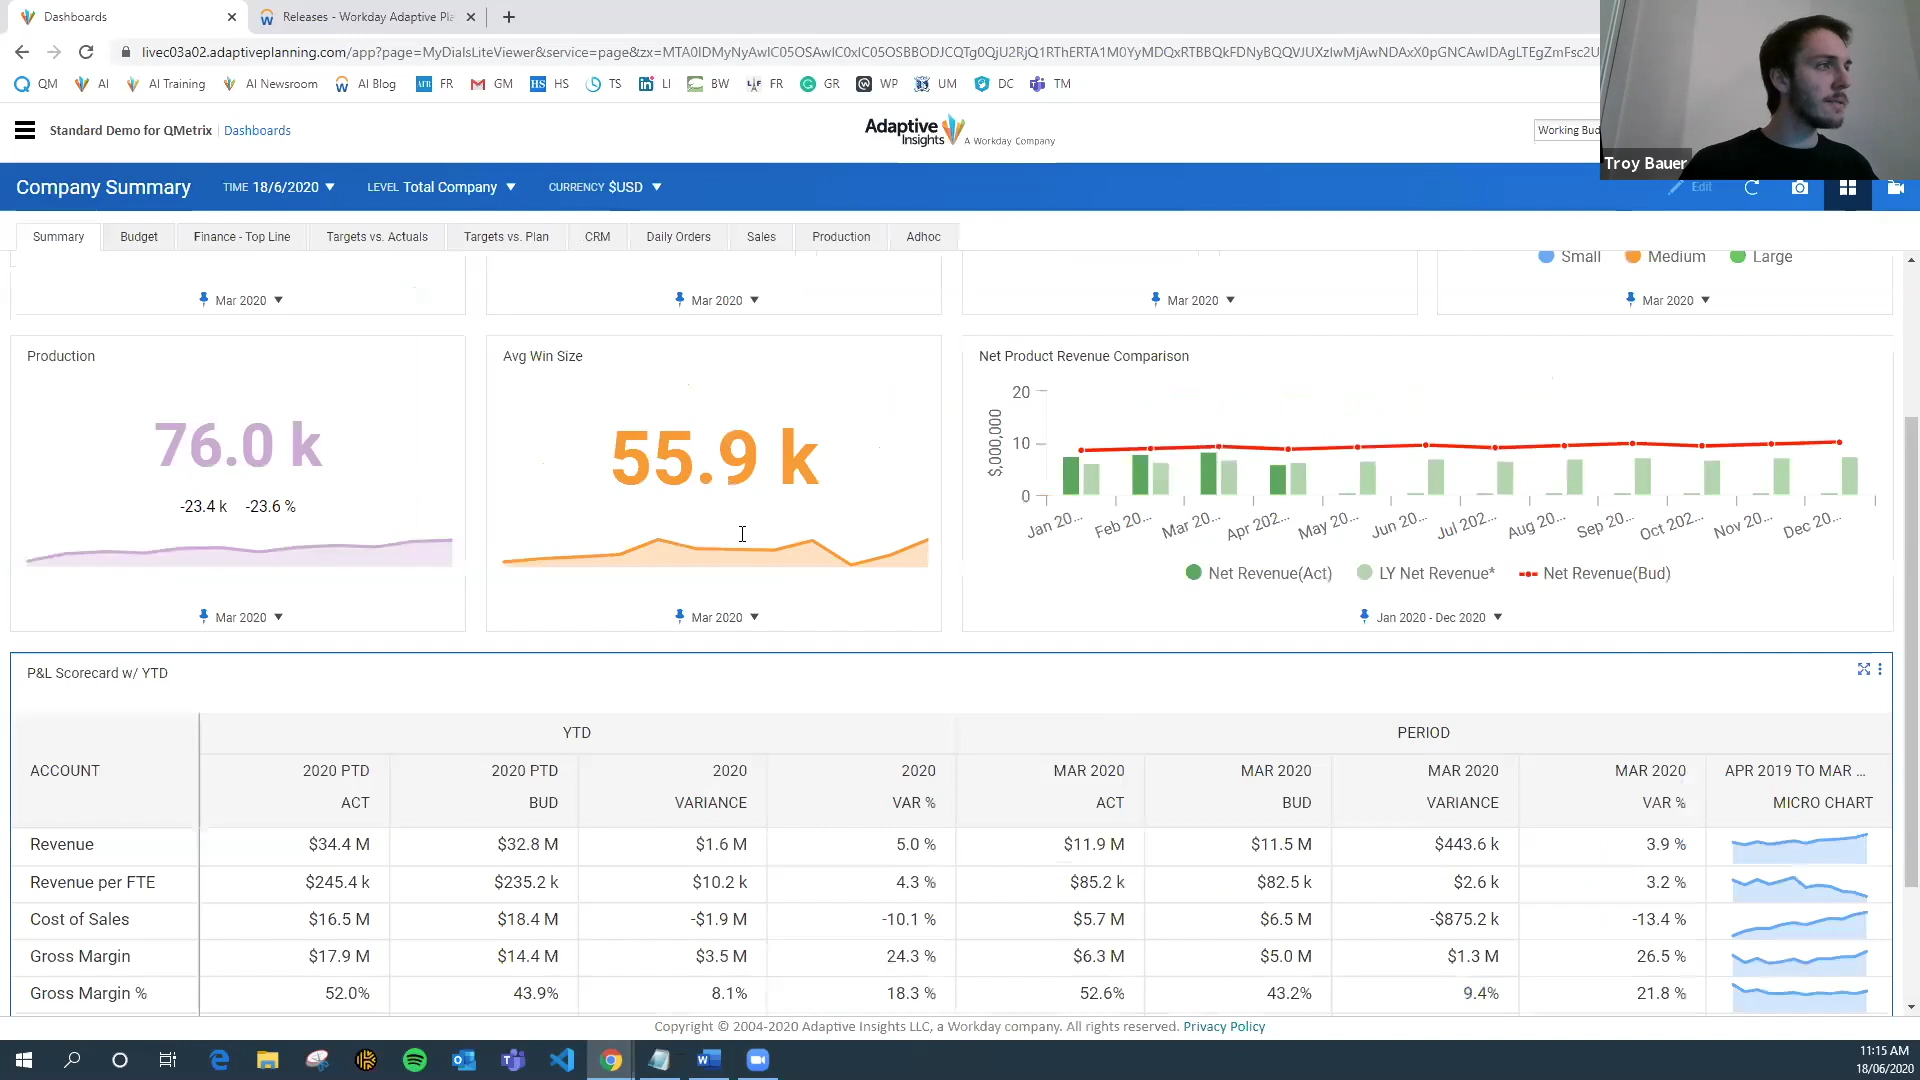 Dashboards
Releases - Workday Adaptive Pla
livec03a02.adaptiveplanning.com/app?page=MyDialsLiteViewer&service=page&zx=
QM AI AI Training AI Newsroom AI Blog FR GM HS TS LI BW FR GR WP UM DC TM
Standard Demo for QMetrix Dashboards
Adaptive Insights A Workday Company
Working Bud
Troy Bauer
Company Summary TIME 18/6/2020 LEVEL Total Company CURRENCY $USD Edit
Summary Budget Finance - Top Line Targets vs. Actuals Targets vs. Plan CRM Daily Orders Sales Production Adhoc
Small Medium Large
Mar 2020 Mar 2020 Mar 2020 Mar 2020
Production
76.0 k
-23.4 k -23.6 %
Mar 2020
Avg Win Size
55.9 k
Mar 2020
Net Product Revenue Comparison
$,000,000
20
10
0
Jan 20... Feb 20... Mar 20... Apr 202... May 20... Jun 20... Jul 202... Aug 20... Sep 20... Oct 202... Nov 20... Dec 20...
Net Revenue(Act) LY Net Revenue* Net Revenue(Bud)
Jan 2020 - Dec 2020
P&L Scorecard w/ YTD
YTD PERIOD
ACCOUNT 2020 PTD 2020 PTD 2020 2020 MAR 2020 MAR 2020 MAR 2020 MAR 2020 APR 2019 TO MAR ...
ACT BUD VARIANCE VAR % ACT BUD VARIANCE VAR % MICRO CHART
Revenue $34.4 M $32.8 M $1.6 M 5.0 % $11.9 M $11.5 M $443.6 k 3.9 %
Revenue per FTE $245.4 k $235.2 k $10.2 k 4.3 % $85.2 k $82.5 k $2.6 k 3.2 %
Cost of Sales $16.5 M $18.4 M -$1.9 M -10.1 % $5.7 M $6.5 M -$875.2 k -13.4 %
Gross Margin $17.9 M $14.4 M $3.5 M 24.3 % $6.3 M $5.0 M $1.3 M 26.5 %
Gross Margin % 52.0% 43.9% 8.1% 18.3 % 52.6% 43.2% 9.4% 21.8 %
Copyright © 2004-2020 Adaptive Insights LLC, a Workday company. All rights reserved. Privacy Policy
11:15 AM
18/06/2020